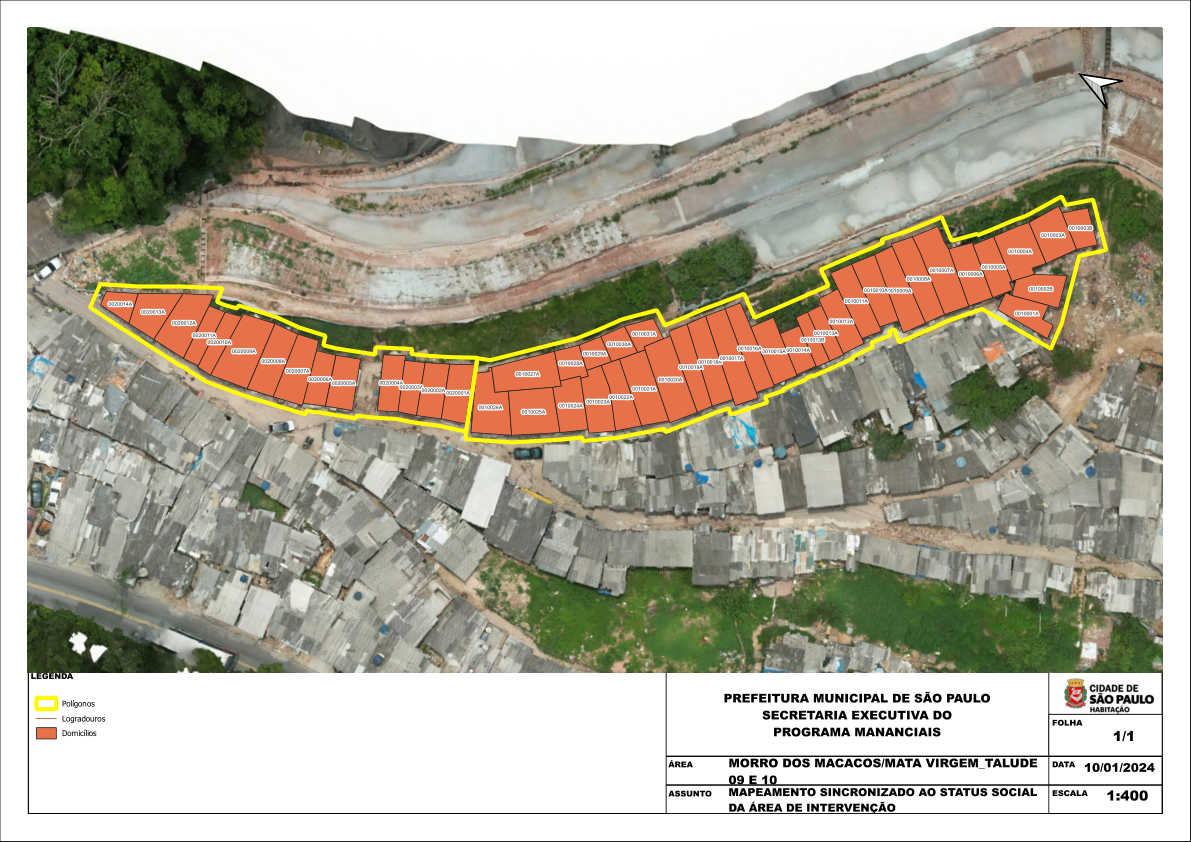 0010003B
0010003A
0010004A
0010005A
0010006A
0010007A
0010008A
0010009A
0010010A
0010011A
0010002B
0010001A
0010013A
0010013B
0010014A
0010015A
0010016A
0010017A
0010018A
0010019A
0010020A
0010021A
0010022A
0010023A
0010024A
0010025A
0010026A
0010027A
0010028A
0010029A
0010030A
0010031A
0020014A
0020013A
0020012A
0020011A
0020010A
0020009A
0020008A
0020007A
0020006A
0020005A
0020004A
0020003A
0020002A
0020001A
LEGENDA
Polígonos
Logradouros
Domicílios
PREFEITURA MUNICIPAL DE SÃO PAULO
SECRETARIA EXECUTIVA DO
PROGRAMA MANANCIAIS
CIDADE DE
SÃO PAULO
HABITAÇÃO
FOLHA
1/1
ÁREA
MORRO DOS MACACOS/MATA VIRGEM_TALUDE
09 E 10
DATA 10/01/2024
ASSUNTO
MAPEAMENTO SINCRONIZADO AO STATUS SOCIAL
DA ÁREA DE INTERVENÇÃO
ESCALA 1:400